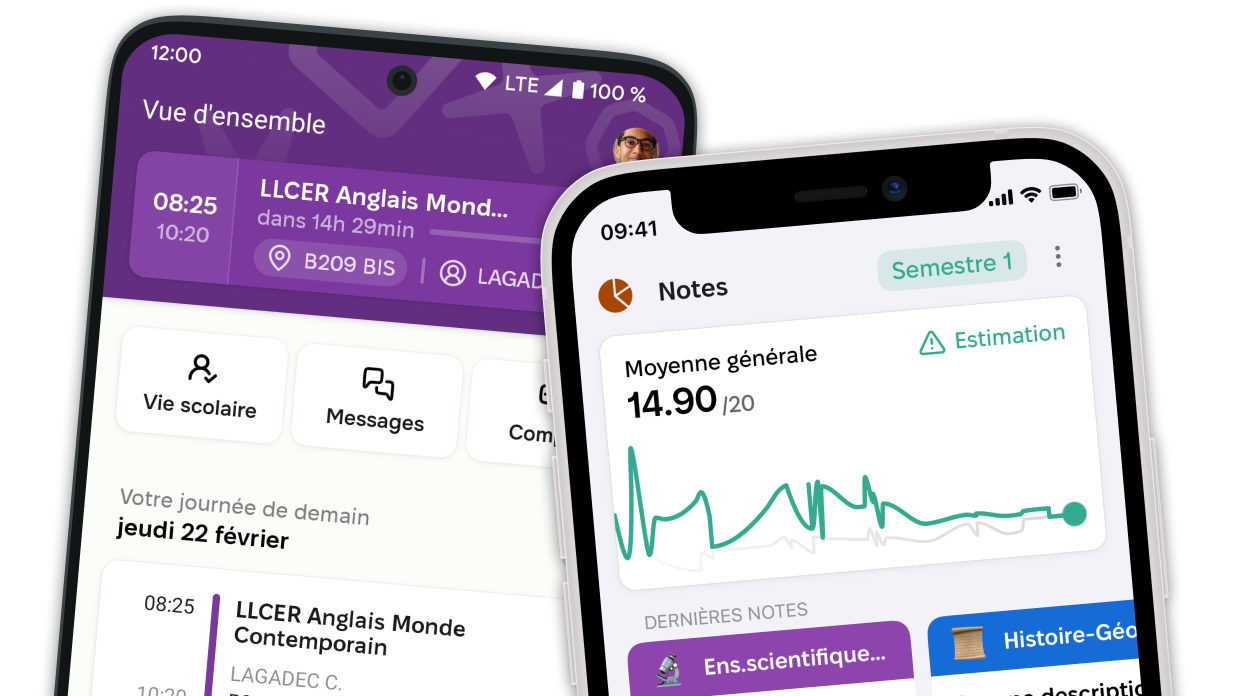 12:00
LTE 100 %
Vue d'ensemble
08:25
10:20
LLCER Anglais Mond...
dans 14h 29min
B209 BIS
LAGAD
Vie scolaire
Messages
Com
Votre journée de demain
jeudi 22 février
08:25
LLCER Anglais Monde
Contemporain
LAGADEC C.
10:20
09:41
Notes
Semestre 1
Moyenne générale
Estimation
14.90 /20
DERNIÈRES NOTES
Ens.scientifique...
Histoire-Géo